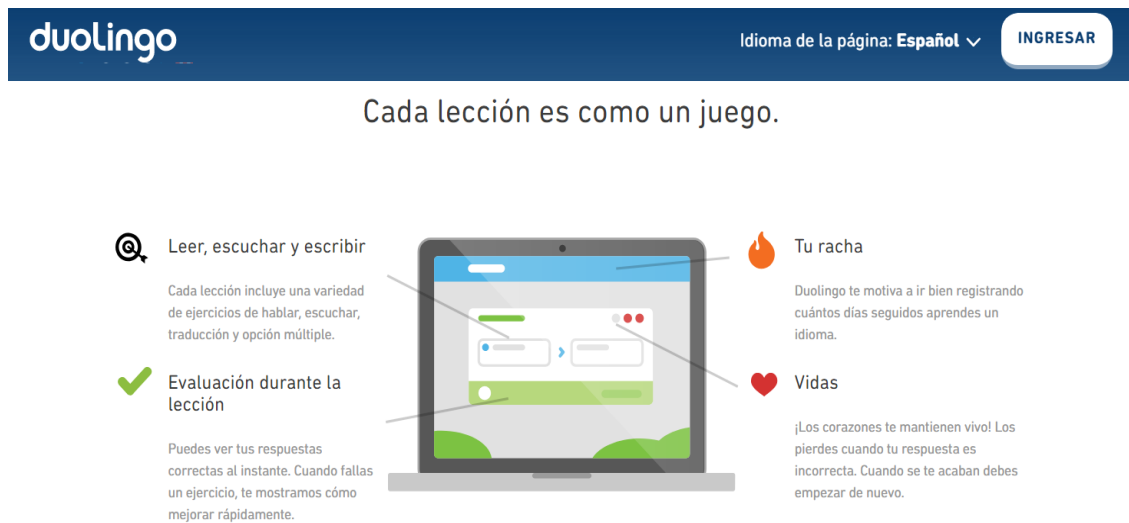 duolingo
Idioma de la página: Español
INGRESAR
Cada lección es como un juego.
Leer, escuchar y escribir
Cada lección incluye una variedad
de ejercicios de hablar, escuchar,
traducción y opción múltiple.
Evaluación durante la
lección
Puedes ver tus respuestas
correctas al instante. Cuando fallas
un ejercicio, te mostramos cómo
mejorar rápidamente.
Tu racha
Duolingo te motiva a ir bien registrando
cuántos días seguidos aprendes un
idioma.
Vidas
¡Los corazones te mantienen vivo! Los
pierdes cuando tu respuesta es
incorrecta. Cuando se te acaban debes
empezar de nuevo.